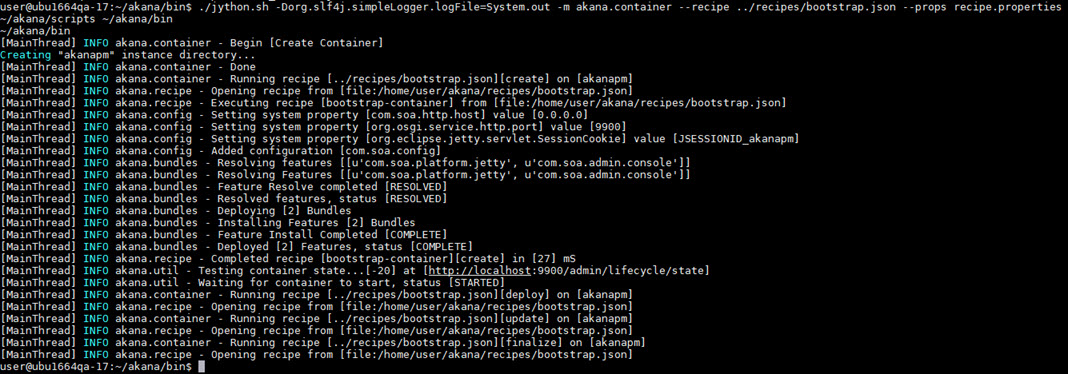 user@ubu1664qa-17:~/akana/bin$ ./jython.sh -Dorg.slf4j.simpleLogger.logFile=System.out -m akana.container --recipe ../recipes/bootstrap.json --props recipe.properties
~/akana/scripts ~/akana/bin
~/akana/bin
[MainThread] INFO akana.container - Begin [Create Container]
Creating "akanapm" instance directory...
[MainThread] INFO akana.container - Done
[MainThread] INFO akana.container - Running recipe [../recipes/bootstrap.json][create] on [akanapm]
[MainThread] INFO akana.recipe - Opening recipe from [file:/home/user/akana/recipes/bootstrap.json]
[MainThread] INFO akana.recipe - Executing recipe [bootstrap-container] from [file:/home/user/akana/recipes/bootstrap.json]
[MainThread] INFO akana.config - Setting system property [com.soa.http.host] value [0.0.0.0]
[MainThread] INFO akana.config - Setting system property [org.osgi.service.http.port] value [9900]
[MainThread] INFO akana.config - Setting system property [org.eclipse.jetty.servlet.SessionCookie] value [JSESSIONID_akanapm]
[MainThread] INFO akana.config - Added configuration [com.soa.config]
[MainThread] INFO akana.bundles - Resolving features [[u'com.soa.platform.jetty', u'com.soa.admin.console']]
[MainThread] INFO akana.bundles - Resolving Features [[u'com.soa.platform.jetty', u'com.soa.admin.console']]
[MainThread] INFO akana.bundles - Feature Resolve completed [RESOLVED]
[MainThread] INFO akana.bundles - Resolved features, status [RESOLVED]
[MainThread] INFO akana.bundles - Deploying [2] Bundles
[MainThread] INFO akana.bundles - Installing Features [2] Bundles
[MainThread] INFO akana.bundles - Feature Install Completed [COMPLETE]
[MainThread] INFO akana.bundles - Deployed [2] Features, status [COMPLETE]
[MainThread] INFO akana.recipe - Completed recipe [bootstrap-container][create] in [27] mS
[MainThread] INFO akana.util - Testing container state...[-20] at [http://localhost:9900/admin/lifecycle/state]
[MainThread] INFO akana.util - Waiting for container to start, status [STARTED]
[MainThread] INFO akana.container - Running recipe [../recipes/bootstrap.json][deploy] on [akanapm]
[MainThread] INFO akana.recipe - Opening recipe from [file:/home/user/akana/recipes/bootstrap.json]
[MainThread] INFO akana.container - Running recipe [../recipes/bootstrap.json][update] on [akanapm]
[MainThread] INFO akana.recipe - Opening recipe from [file:/home/user/akana/recipes/bootstrap.json]
[MainThread] INFO akana.container - Running recipe [../recipes/bootstrap.json][finalize] on [akanapm]
[MainThread] INFO akana.recipe - Opening recipe from [file:/home/user/akana/recipes/bootstrap.json]
user@ubu1664qa-17:~/akana/bin$